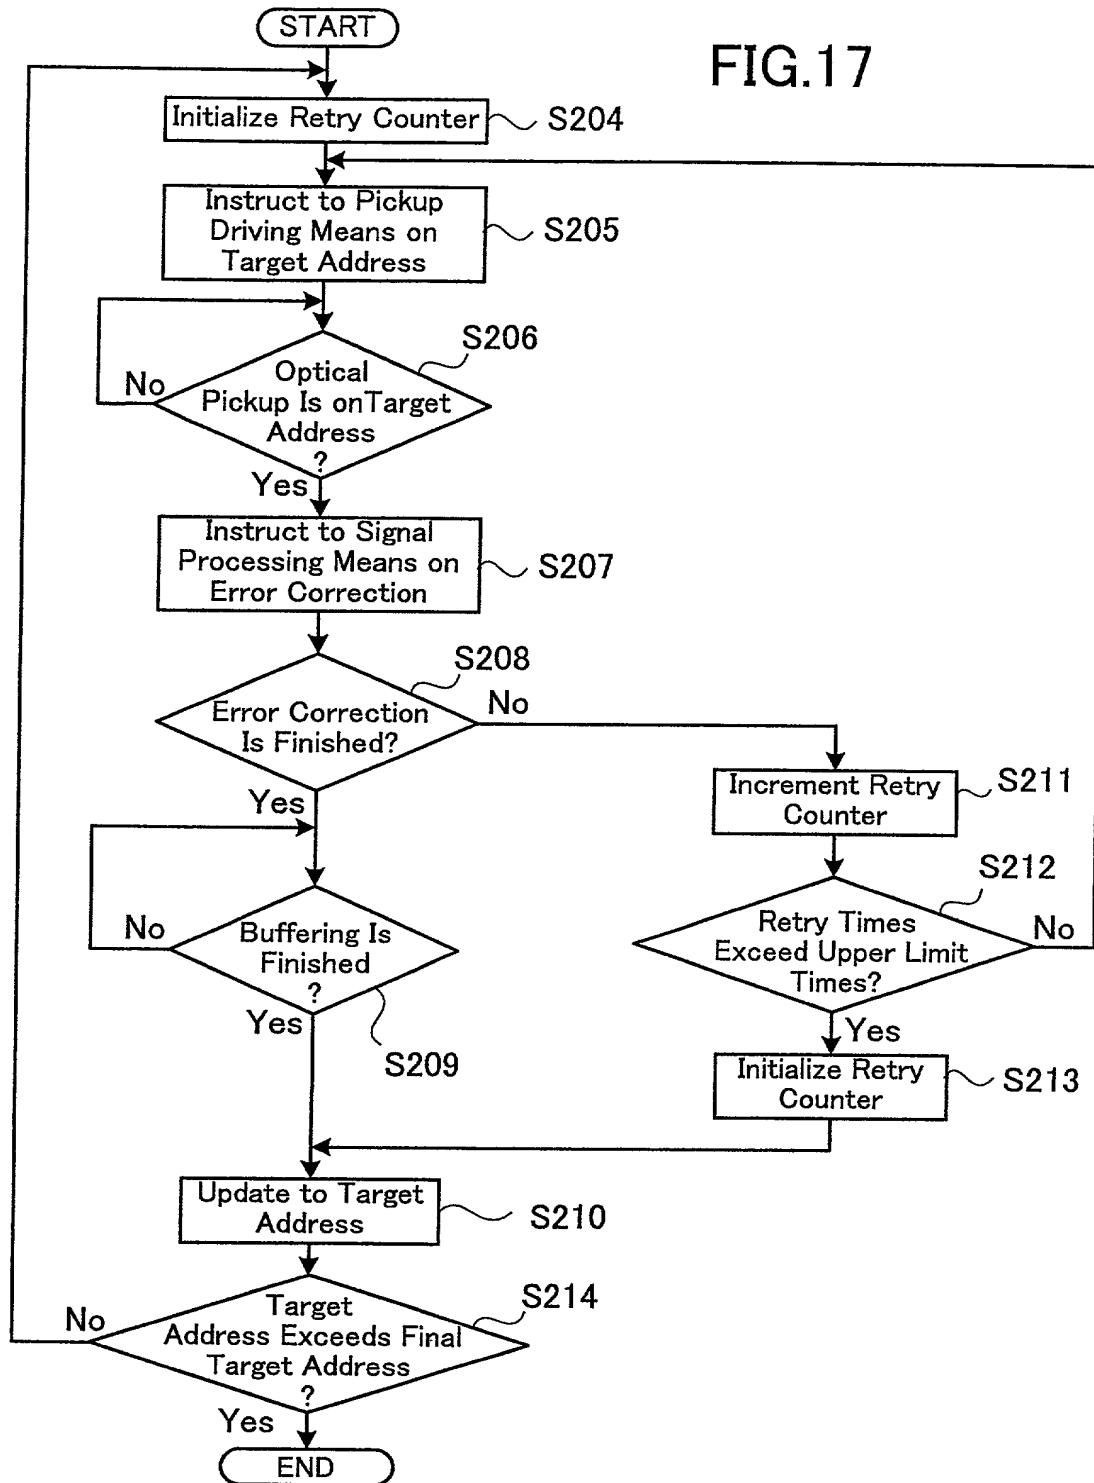 START
FIG.17
Initialize Retry Counter
S204
Instruct to Pickup
Driving Means on
Target Address
S205
S206
Optical
Pickup Is onTarget
Address
?
No
Yes
Instruct to Signal
Processing Means on
Error Correction
S207
S208
Error Correction
Is Finished?
No
Yes
Increment Retry
Counter
S211
S212
Retry Times
Exceed Upper Limit
Times?
No
Yes
Buffering Is
Finished
?
No
Yes
S209
Initialize Retry
Counter
S213
Update to Target
Address
S210
S214
Target
Address Exceeds Final
Target Address
?
No
Yes
END